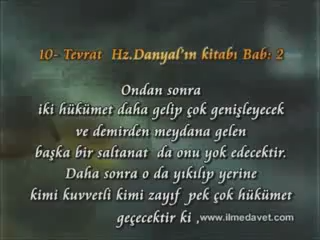 10- Tevrat Hz.Danyal'ın kitabı Bab: 2
Ondan sonra
iki hükümet daha gelip çok genişleyecek
ve demirden meydana gelen
başka bir saltanat da onu yok edecektir.
Daha sonra o da yıkılıp yerine
kimi kuvvetli kimi zayıf pek çok hükümet
geçecektir ki ,
www.ilmedavet.com